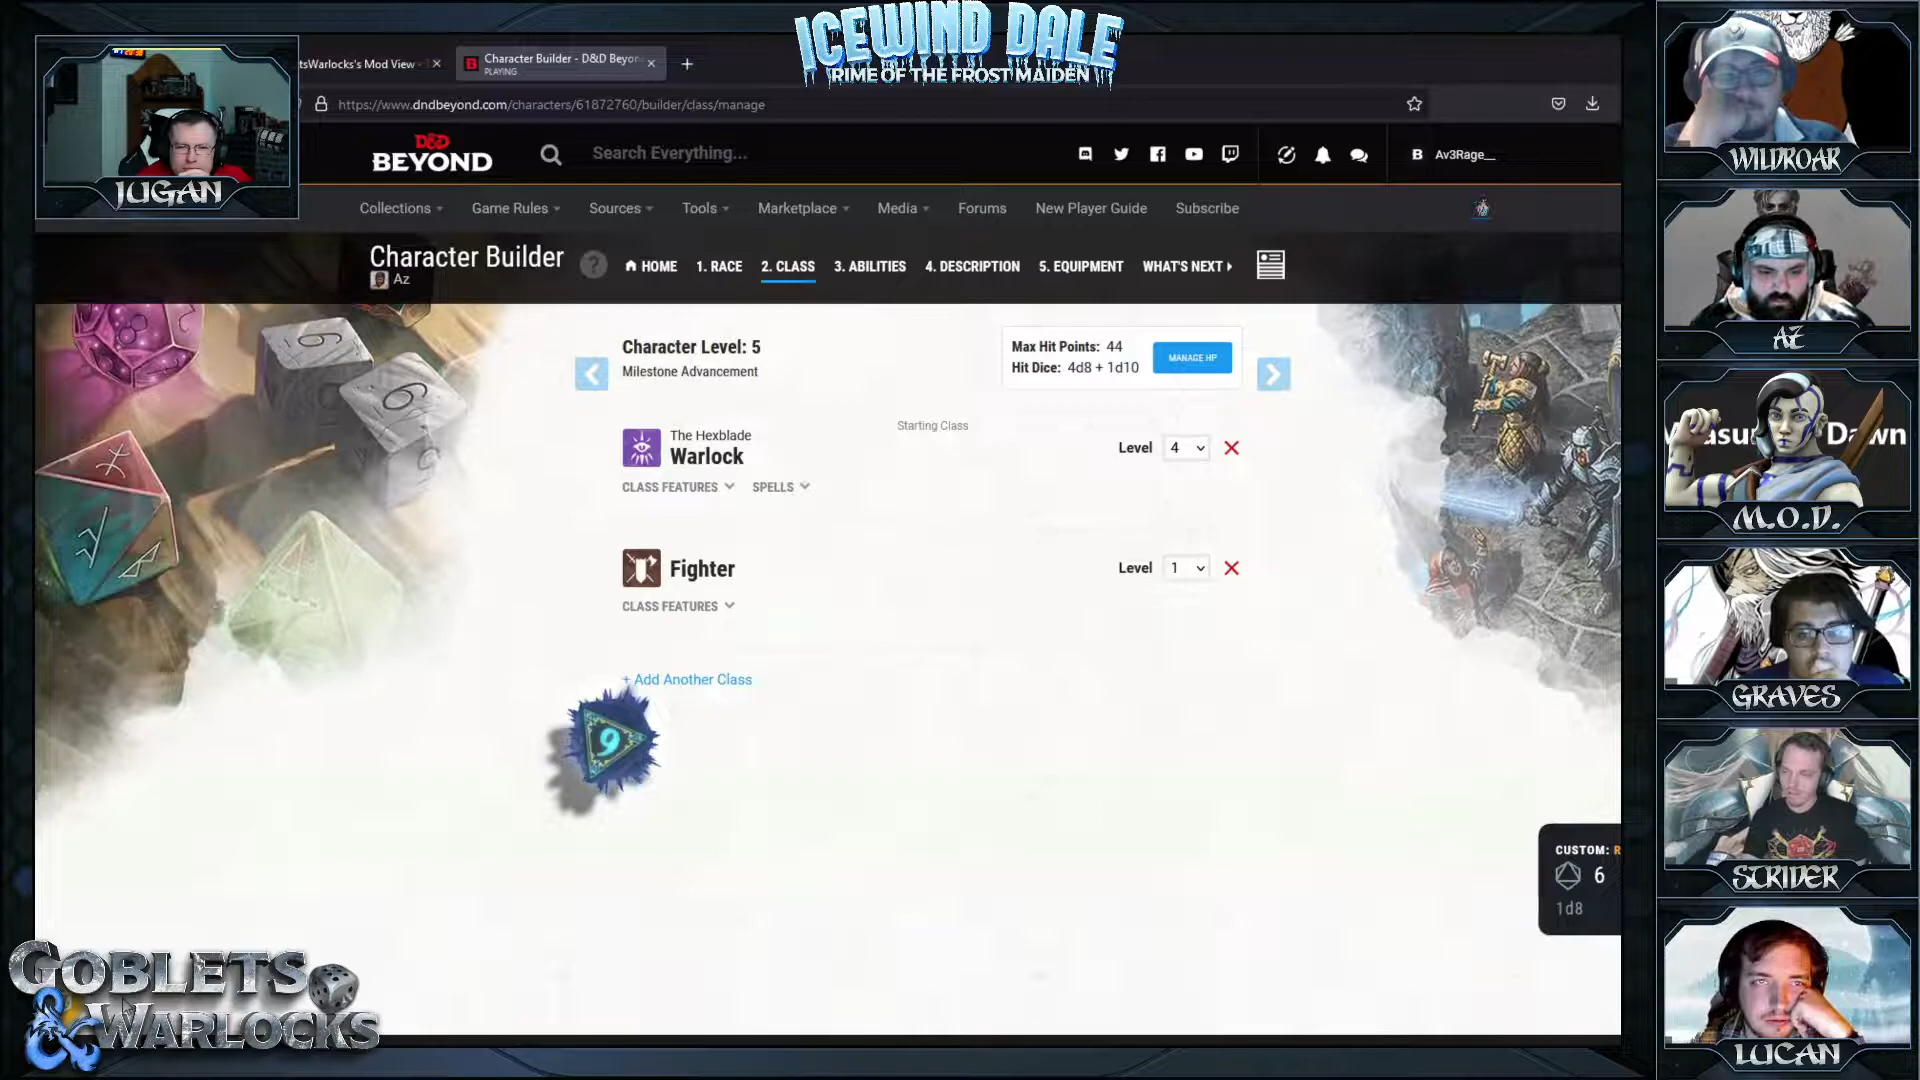 ICEWIND DALE
RIME OF THE FROST MAIDEN
tsWarlocks's Mod View -
Character Builder - D&D Beyon
PLAYING
https://www.dndbeyond.com/characters/61872760/builder/class/manage
D&D
BEYOND
Search Everything...
B Av3Rage__
Collections
Game Rules
Sources
Tools
Marketplace
Media
Forums
New Player Guide
Subscribe
Character Builder
Az
?
HOME
1. RACE
2. CLASS
3. ABILITIES
4. DESCRIPTION
5. EQUIPMENT
WHAT'S NEXT
Character Level: 5
Milestone Advancement
Max Hit Points: 44
Hit Dice: 4d8 + 1d10
MANAGE HP
Starting Class
The Hexblade
Warlock
Level 4
CLASS FEATURES
SPELLS
Fighter
Level 1
CLASS FEATURES
+ Add Another Class
9
CUSTOM: R
6
1d8
GOBLETS
& WARLOCKS
JUGAN
WILDROAR
AZ
Dawn
M.O.D.
GRAVES
STRIDER
LUCAN